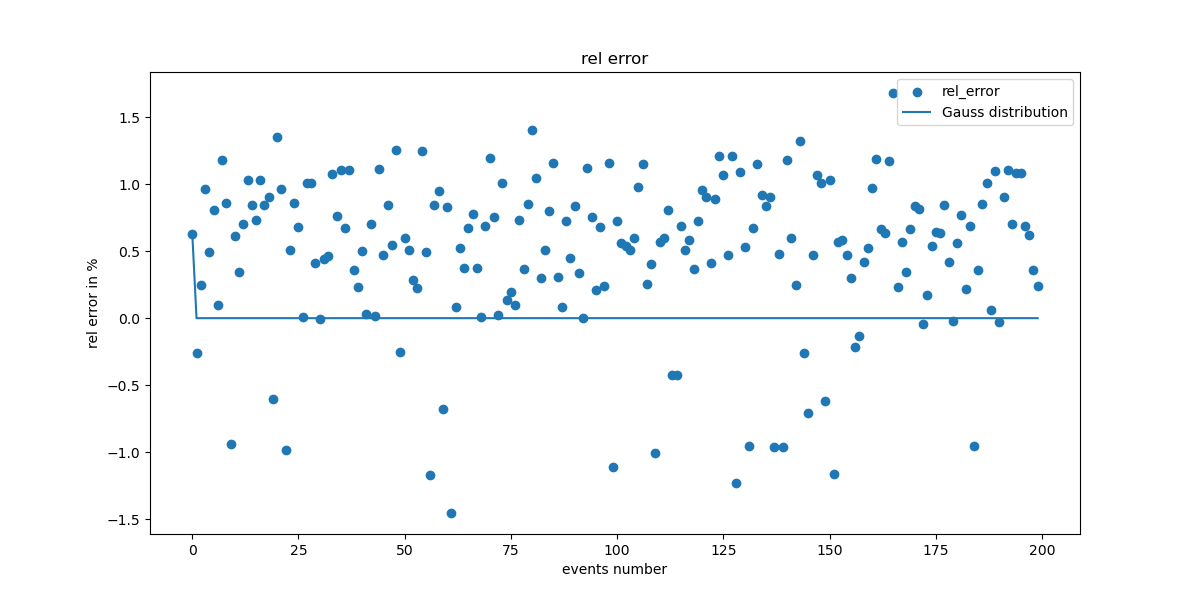 rel error
rel_error
Gauss distribution
rel error in %
1.5
1.0
0.5
0.0
−0.5
−1.0
−1.5
0 25 50 75 100 125 150 175 200
events number